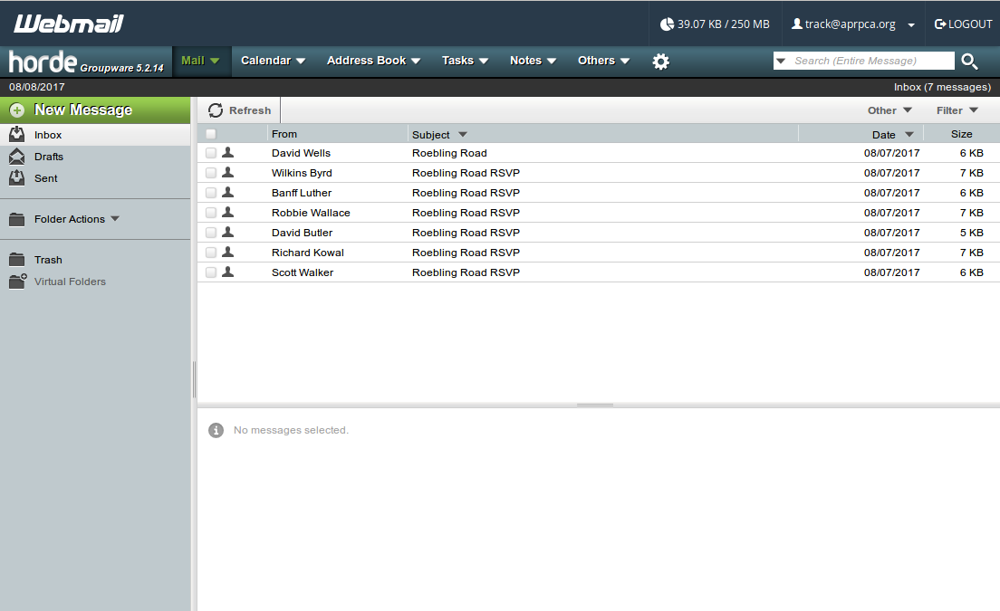 Webmail 39.07 KB / 250 MB track@aprpca.org LOGOUT
horde Groupware 5.2.14 Mail Calendar Address Book Tasks Notes Others Search (Entire Message)
08/08/2017 Inbox (7 messages)
New Message Refresh Other Filter
Inbox From Subject Date Size
Drafts David Wells Roebling Road 08/07/2017 6 KB
Sent Wilkins Byrd Roebling Road RSVP 08/07/2017 7 KB
Banff Luther Roebling Road RSVP 08/07/2017 6 KB
Folder Actions Robbie Wallace Roebling Road RSVP 08/07/2017 7 KB
David Butler Roebling Road RSVP 08/07/2017 5 KB
Trash Richard Kowal Roebling Road RSVP 08/07/2017 7 KB
Virtual Folders Scott Walker Roebling Road RSVP 08/07/2017 6 KB
No messages selected.